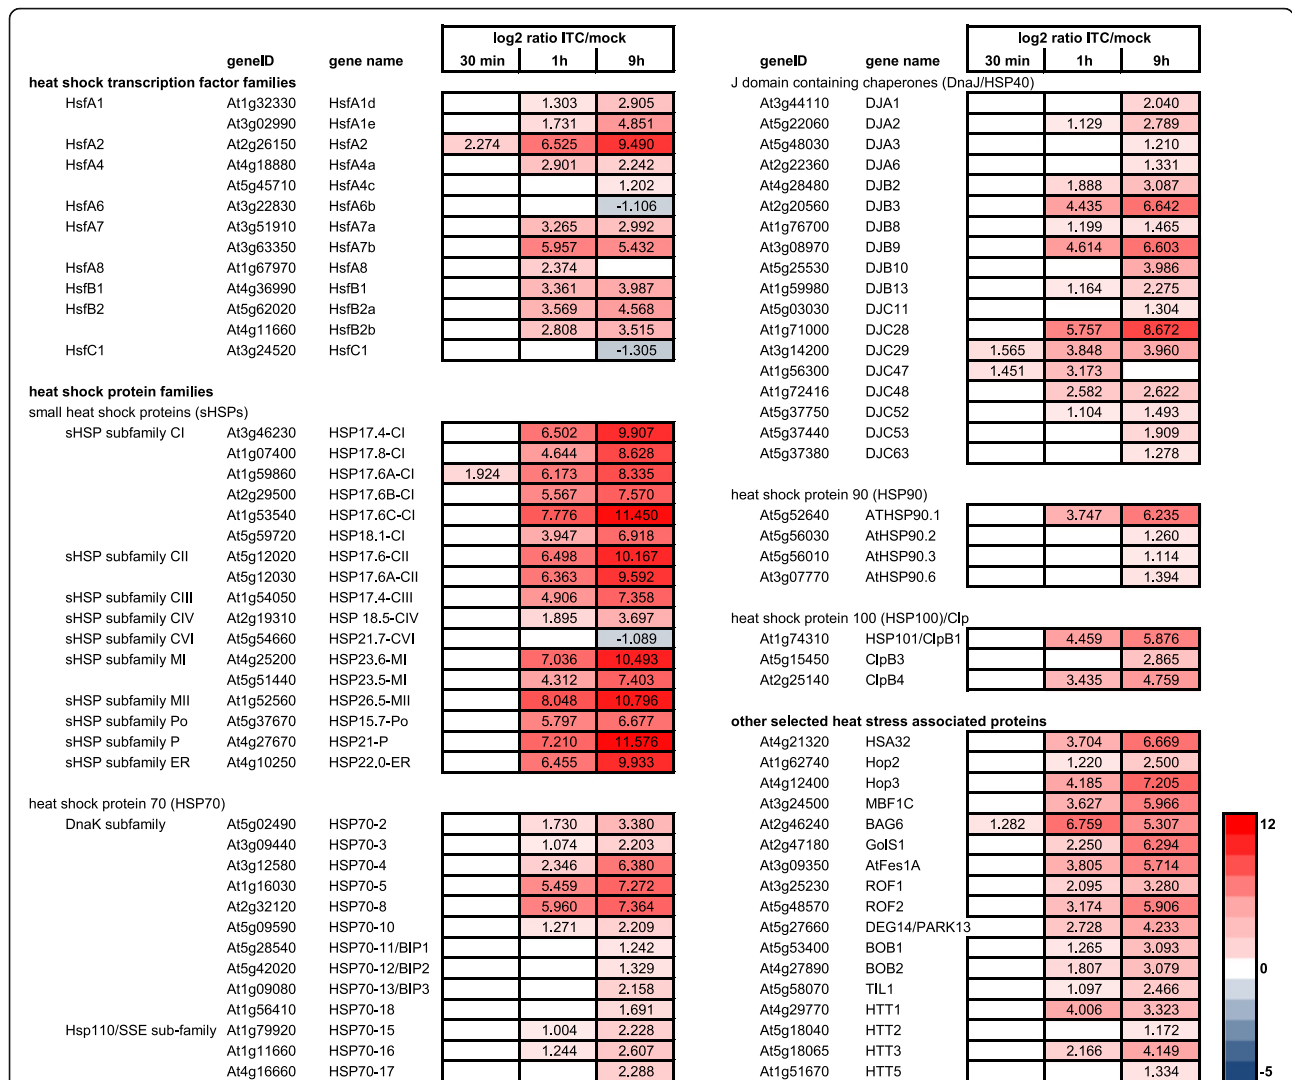 log2 ratio ITC/mock
geneID gene name 30 min 1h 9h
heat shock transcription factor families
HsfA1 At1g32330 HsfA1d 1.303 2.905
At3g02990 HsfA1e 1.731 4.851
HsfA2 At2g26150 HsfA2 2.274 6.525 9.490
HsfA4 At4g18880 HsfA4a 2.901 2.242
At5g45710 HsfA4c 1.202
HsfA6 At3g22830 HsfA6b -1.106
HsfA7 At3g51910 HsfA7a 3.265 2.992
At3g63350 HsfA7b 5.957 5.432
HsfA8 At1g67970 HsfA8 2.374
HsfB1 At4g36990 HsfB1 3.361 3.987
HsfB2 At5g62020 HsfB2a 3.569 4.568
At4g11660 HsfB2b 2.808 3.515
HsfC1 At3g24520 HsfC1 -1.305
heat shock protein families
small heat shock proteins (sHSPs)
sHSP subfamily CI At3g46230 HSP17.4-CI 6.502 9.907
At1g07400 HSP17.8-CI 4.644 8.628
At1g59860 HSP17.6A-CI 1.924 6.173 8.335
At2g29500 HSP17.6B-CI 5.567 7.570
At1g53540 HSP17.6C-CI 7.776 11.450
At5g59720 HSP18.1-CI 3.947 6.918
sHSP subfamily CII At5g12020 HSP17.6-CII 6.498 10.167
At5g12030 HSP17.6A-CII 6.363 9.592
sHSP subfamily CIII At1g54050 HSP17.4-CIII 4.906 7.358
sHSP subfamily CIV At2g19310 HSP 18.5-CIV 1.895 3.697
sHSP subfamily CVI At5g54660 HSP21.7-CVI -1.089
sHSP subfamily MI At4g25200 HSP23.6-MI 7.036 10.493
At5g51440 HSP23.5-MI 4.312 7.403
sHSP subfamily MII At1g52560 HSP26.5-MII 8.048 10.796
sHSP subfamily Po At5g37670 HSP15.7-Po 5.797 6.677
sHSP subfamily P At4g27670 HSP21-P 7.210 11.576
sHSP subfamily ER At4g10250 HSP22.0-ER 6.455 9.933
heat shock protein 70 (HSP70)
DnaK subfamily At5g02490 HSP70-2 1.730 3.380
At3g09440 HSP70-3 1.074 2.203
At3g12580 HSP70-4 2.346 6.380
At1g16030 HSP70-5 5.459 7.272
At2g32120 HSP70-8 5.960 7.364
At5g09590 HSP70-10 1.271 2.209
At5g28540 HSP70-11/BIP1 1.242
At5g42020 HSP70-12/BIP2 1.329
At1g09080 HSP70-13/BIP3 2.158
At1g56410 HSP70-18 1.691
Hsp110/SSE sub-family At1g79920 HSP70-15 1.004 2.228
At1g11660 HSP70-16 1.244 2.607
At4g16660 HSP70-17 2.288
log2 ratio ITC/mock
geneID gene name 30 min 1h 9h
J domain containing chaperones (DnaJ/HSP40)
At3g44110 DJA1 2.040
At5g22060 DJA2 1.129 2.789
At5g48030 DJA3 1.210
At2g22360 DJA6 1.331
At4g28480 DJB2 1.888 3.087
At2g20560 DJB3 4.435 6.642
At1g76700 DJB8 1.199 1.465
At3g08970 DJB9 4.614 6.603
At5g25530 DJB10 3.986
At1g59980 DJB13 1.164 2.275
At5g03030 DJC11 1.304
At1g71000 DJC28 5.757 8.672
At3g14200 DJC29 1.565 3.848 3.960
At1g56300 DJC47 1.451 3.173
At1g72416 DJC48 2.582 2.622
At5g37750 DJC52 1.104 1.493
At5g37440 DJC53 1.909
At5g37380 DJC63 1.278
heat shock protein 90 (HSP90)
At5g52640 ATHSP90.1 3.747 6.235
At5g56030 AtHSP90.2 1.260
At5g56010 AtHSP90.3 1.114
At3g07770 AtHSP90.6 1.394
heat shock protein 100 (HSP100)/Clp
At1g74310 HSP101/ClpB1 4.459 5.876
At5g15450 ClpB3 2.865
At2g25140 ClpB4 3.435 4.759
other selected heat stress associated proteins
At4g21320 HSA32 3.704 6.669
At1g62740 Hop2 1.220 2.500
At4g12400 Hop3 4.185 7.205
At3g24500 MBF1C 3.627 5.966
At2g46240 BAG6 1.282 6.759 5.307
At2g47180 GolS1 2.250 6.294
At3g09350 AtFes1A 3.805 5.714
At3g25230 ROF1 2.095 3.280
At5g48570 ROF2 3.174 5.906
At5g27660 DEG14/PARK13 2.728 4.233
At5g53400 BOB1 1.265 3.093
At4g27890 BOB2 1.807 3.079
At5g58070 TIL1 1.097 2.466
At4g29770 HTT1 4.006 3.323
At5g18040 HTT2 1.172
At5g18065 HTT3 2.166 4.149
At1g51670 HTT5 1.334
12
0
-5